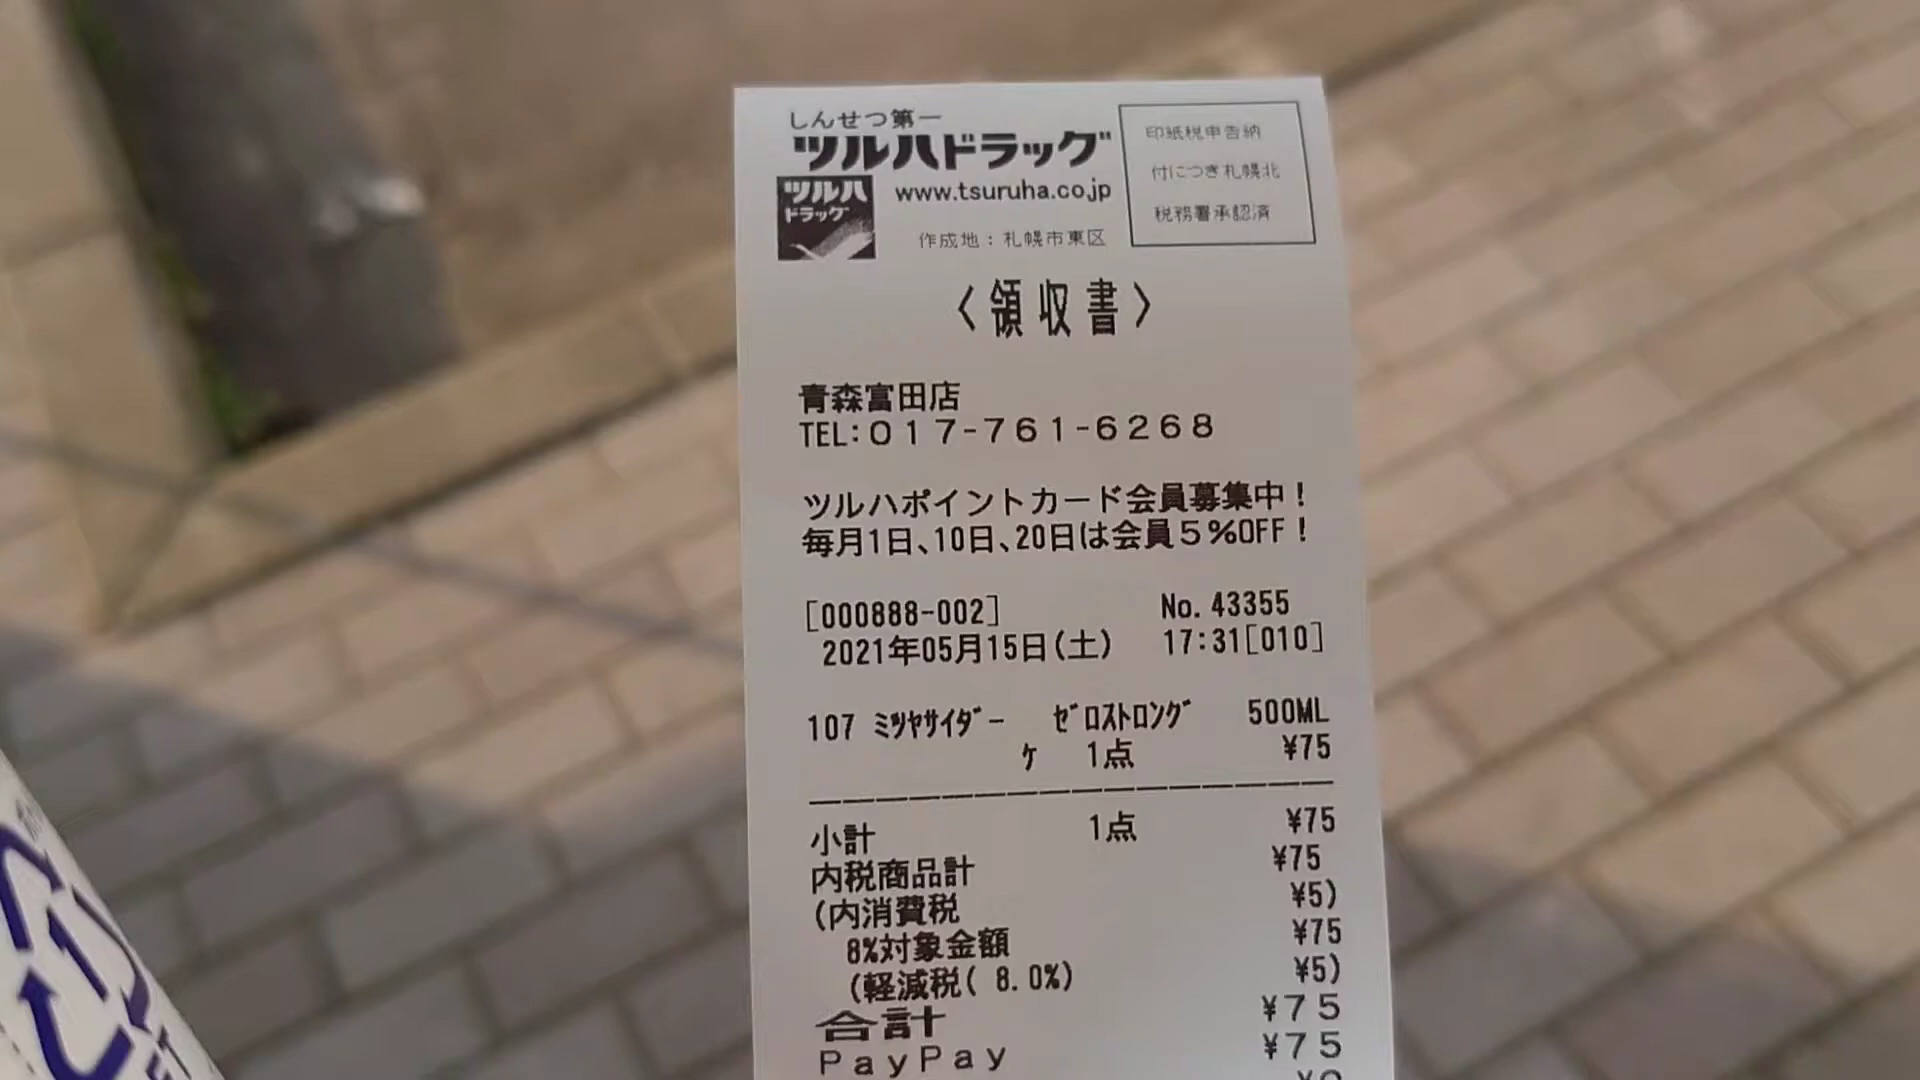 しんせつ第一
ツルハドラッグ
ツルハ
ドラッグ
www.tsuruha.co.jp
作成地：札幌市東区
印紙税申告納
付につき札幌北
税務署承認済
〈領収書〉
青森富田店
TEL:017-761-6268
ツルハポイントカード会員募集中！
毎月1日、10日、20日は会員5%OFF！
[000888-002] No.43355
2021年05月15日(土) 17:31[010]
107 ﾐﾂﾔｻｲﾀﾞｰ ｾﾞﾛｽﾄﾛﾝｸﾞ 500ML
ｹ 1点 ¥75
小計 1点 ¥75
内税商品計 ¥75
(内消費税 ¥5)
8%対象金額 ¥75
(軽減税( 8.0%) ¥5)
合計 ¥75
PayPay ¥75